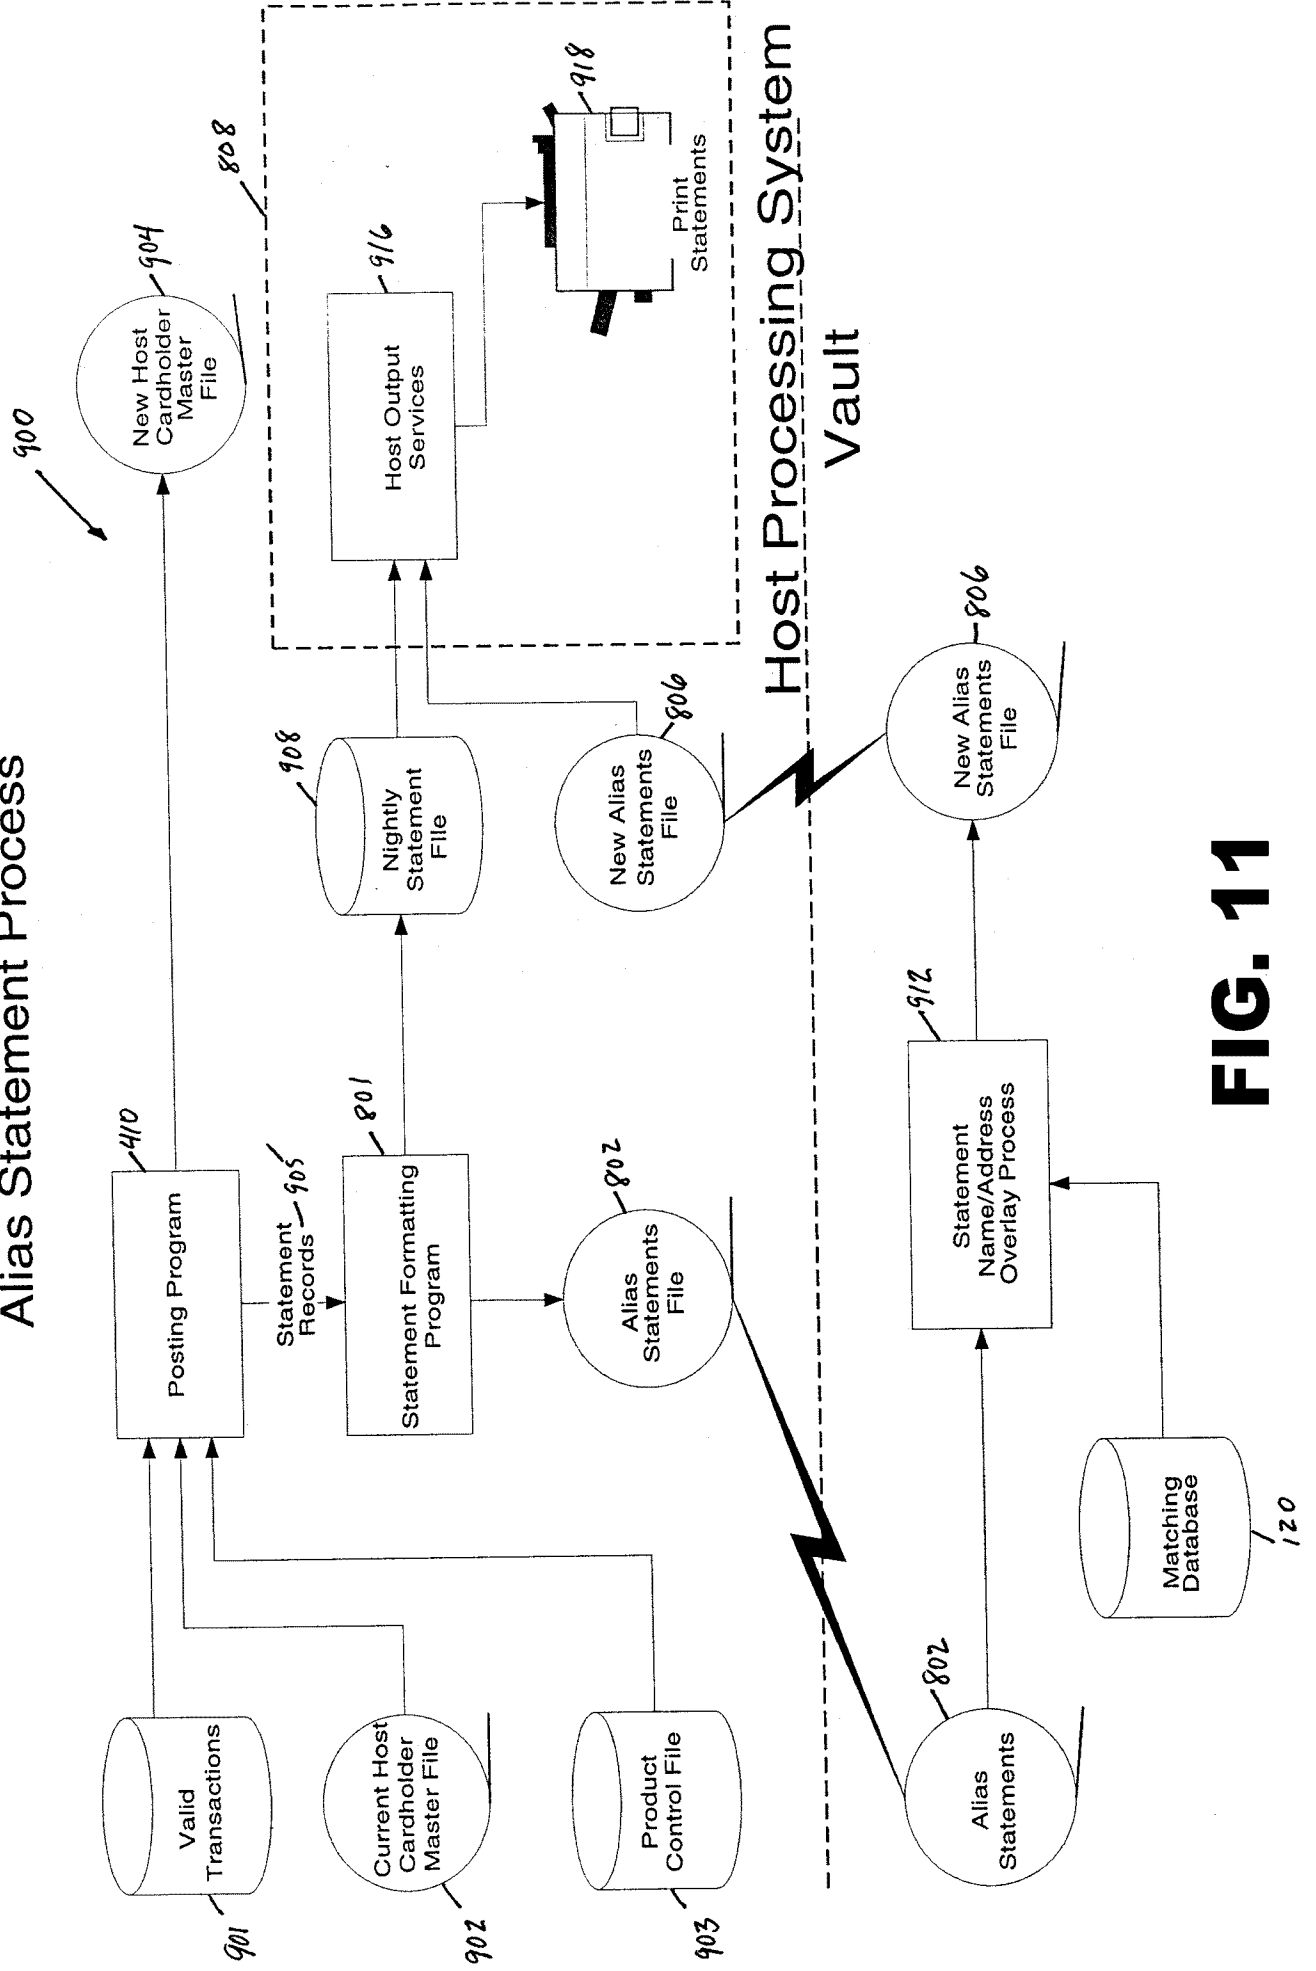 Alias Statement Process
900
Valid
Transactions
901
Current Host
Cardholder
Master File
902
Product
Control File
903
Posting Program
410
New Host
Cardholder
Master
File
904
Statement
Records
905
Statement Formatting
Program
801
Nightly
Statement
File
908
Alias
Statements
File
802
New Alias
Statements
File
806
808
Host Output
Services
916
918
Print
Statements
Host Processing System
Vault
Alias
Statements
802
Statement
Name/Address
Overlay Process
912
New Alias
Statements
File
806
Matching
Database
120
FIG. 11